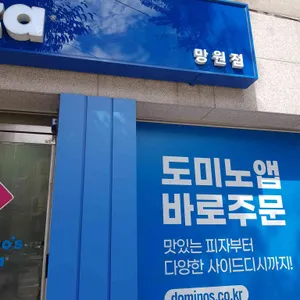 za®
망원점
도미노앱
바로주문
맛있는 피자부터
다양한 사이드디시까지!
dominos.co.kr